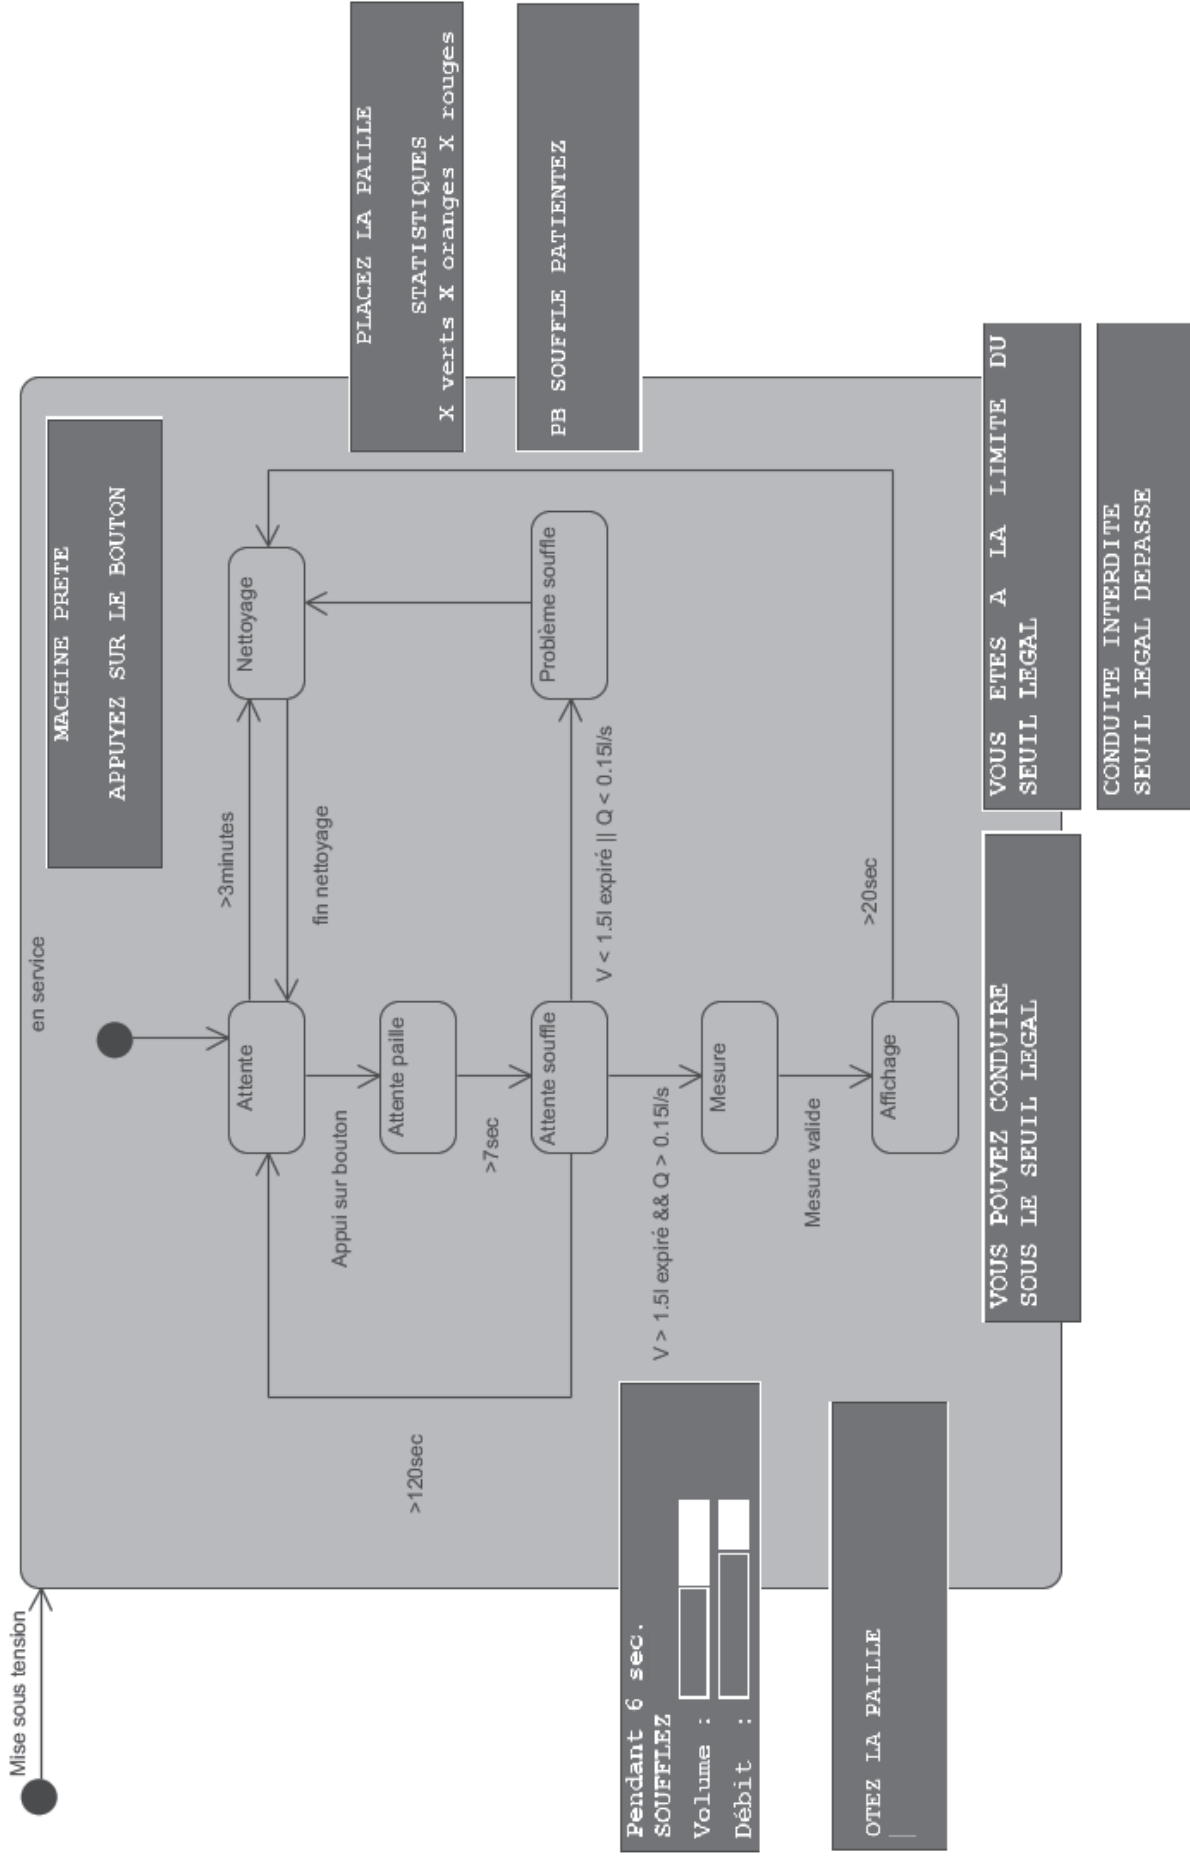 Mise sous tension
en service
MACHINE PRETE
APPUYEZ SUR LE BOUTON
Attente
>3minutes
fin nettoyage
Nettoyage
Appui sur bouton
Attente paille
PLACEZ LA PAILLE
STATISTIQUES
X verts X oranges X rouges
>120sec
>7sec
Attente souffle
V < 1.5l expiré || Q < 0.15l/s
Problème souffle
PB SOUFFLE PATIENTEZ
Pendant 6 sec.
SOUFFLEZ
Volume :
Débit :
V > 1.5l expiré && Q > 0.15l/s
Mesure
Mesure valide
OTEZ LA PAILLE
Affichage
>20sec
VOUS POUVEZ CONDUIRE
SOUS LE SEUIL LEGAL
VOUS ETES A LA LIMITE DU
SEUIL LEGAL
CONDUITE INTERDITE
SEUIL LEGAL DEPASSE